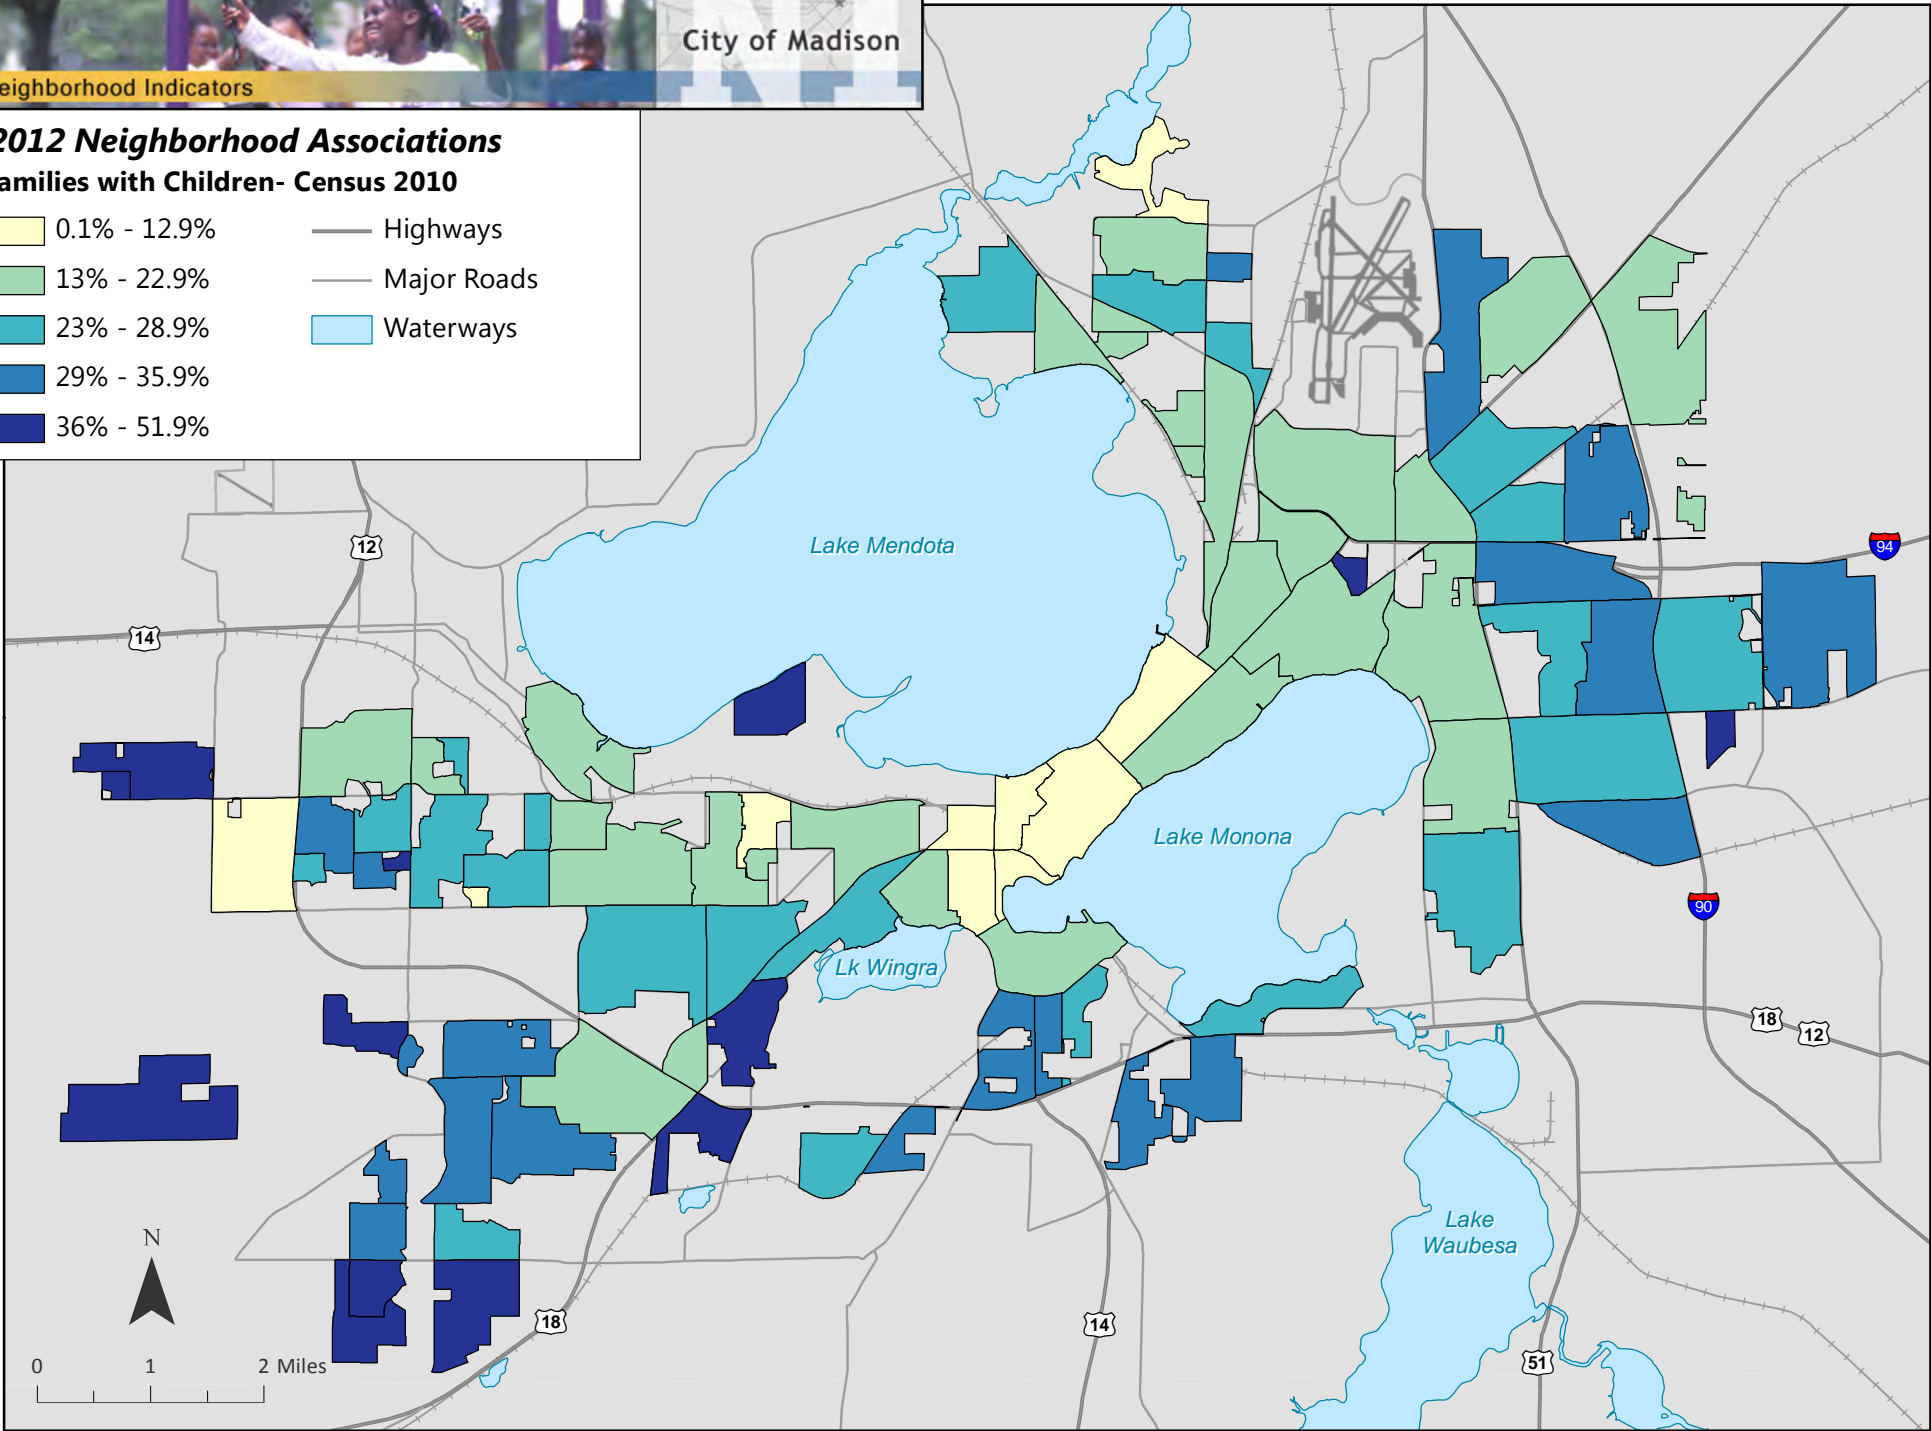 City of Madison
eighborhood Indicators
2012 Neighborhood Associations
amilies with Children- Census 2010
0.1% - 12.9%
Highways
13% - 22.9%
Major Roads
23% - 28.9%
Waterways
29% - 35.9%
36% - 51.9%
12
Lake Mendota
94
14
Lake Monona
90
Lk Wingra
18
12
Lake
Waubesa
N
18
14
51
0 1 2 Miles